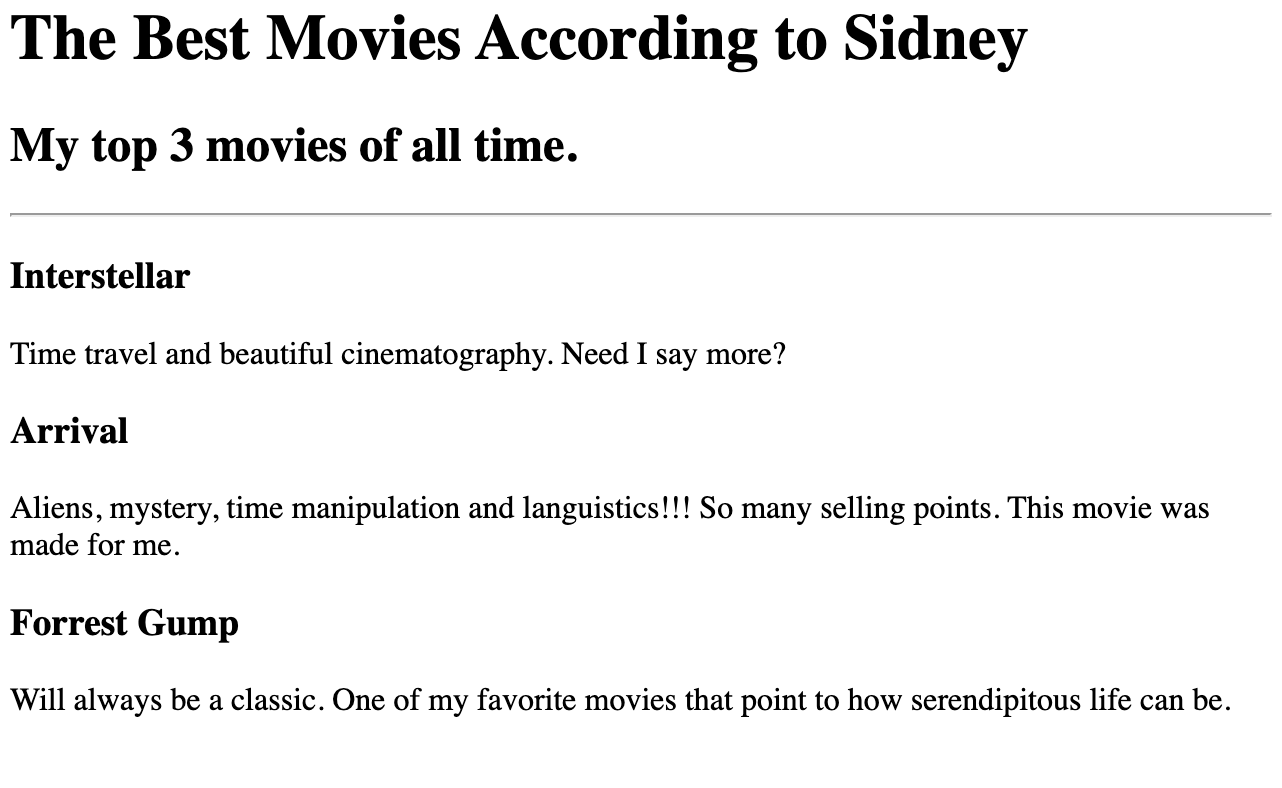 The Best Movies According to Sidney
My top 3 movies of all time.
Interstellar
Time travel and beautiful cinematography. Need I say more?
Arrival
Aliens, mystery, time manipulation and languistics!!! So many selling points. This movie was
made for me.
Forrest Gump
Will always be a classic. One of my favorite movies that point to how serendipitous life can be.